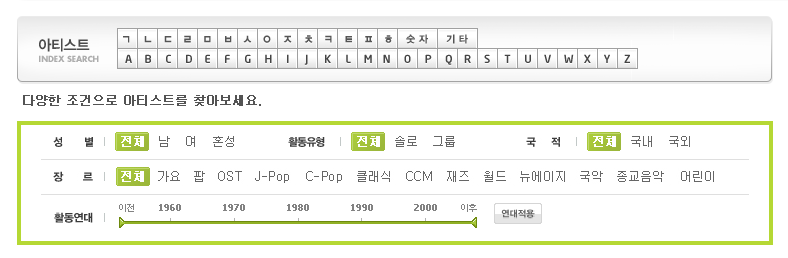 아티스트 ㄱ ㄴ ㄷ ㄹ ㅁ ㅂ ㅅ ㅇ ㅈ ㅊ ㅋ ㅌ ㅍ ㅎ 숫자 기타
INDEX SEARCH A B C D E F G H I J K L M N O P Q R S T U V W X Y Z
다양한 조건으로 아티스트를 찾아보세요.
성 별 전체 남 여 혼성 활동유형 전체 솔로 그룹 국 적 전체 국내 국외
장 르 전체 가요 팝 OST J-Pop C-Pop 클래식 CCM 재즈 월드 뉴에이지 국악 종교음악 어린이
활동연대 이전 1960 1970 1980 1990 2000 이후 연대적용